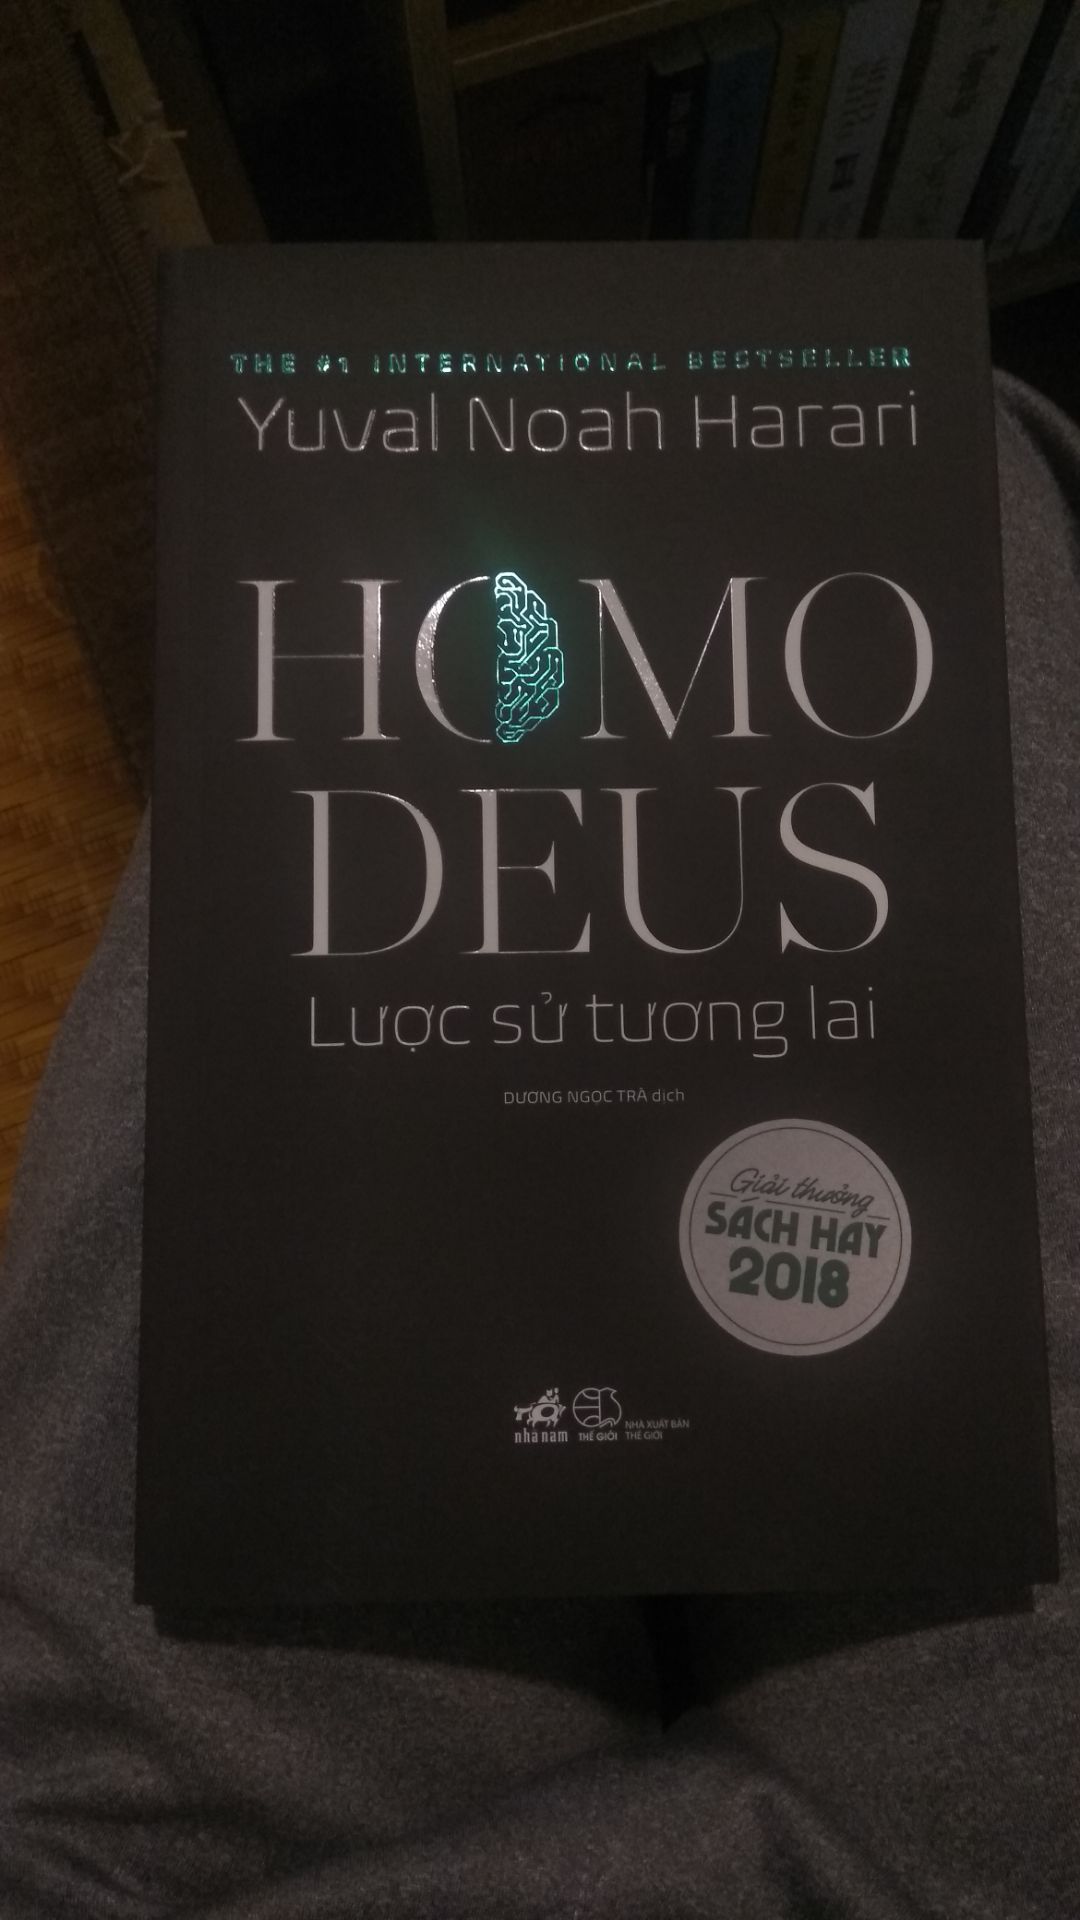 THE #1 INTERNATIONAL BESTSELLER
Yuval Noah Harari
HOMO
DEUS
Lược sử tương lai
DƯƠNG NGỌC TRÀ dịch
Giải thưởng
SÁCH HAY
2018
nhã nam
THẾ GIỚI
NHÀ XUẤT BẢN
THẾ GIỚI